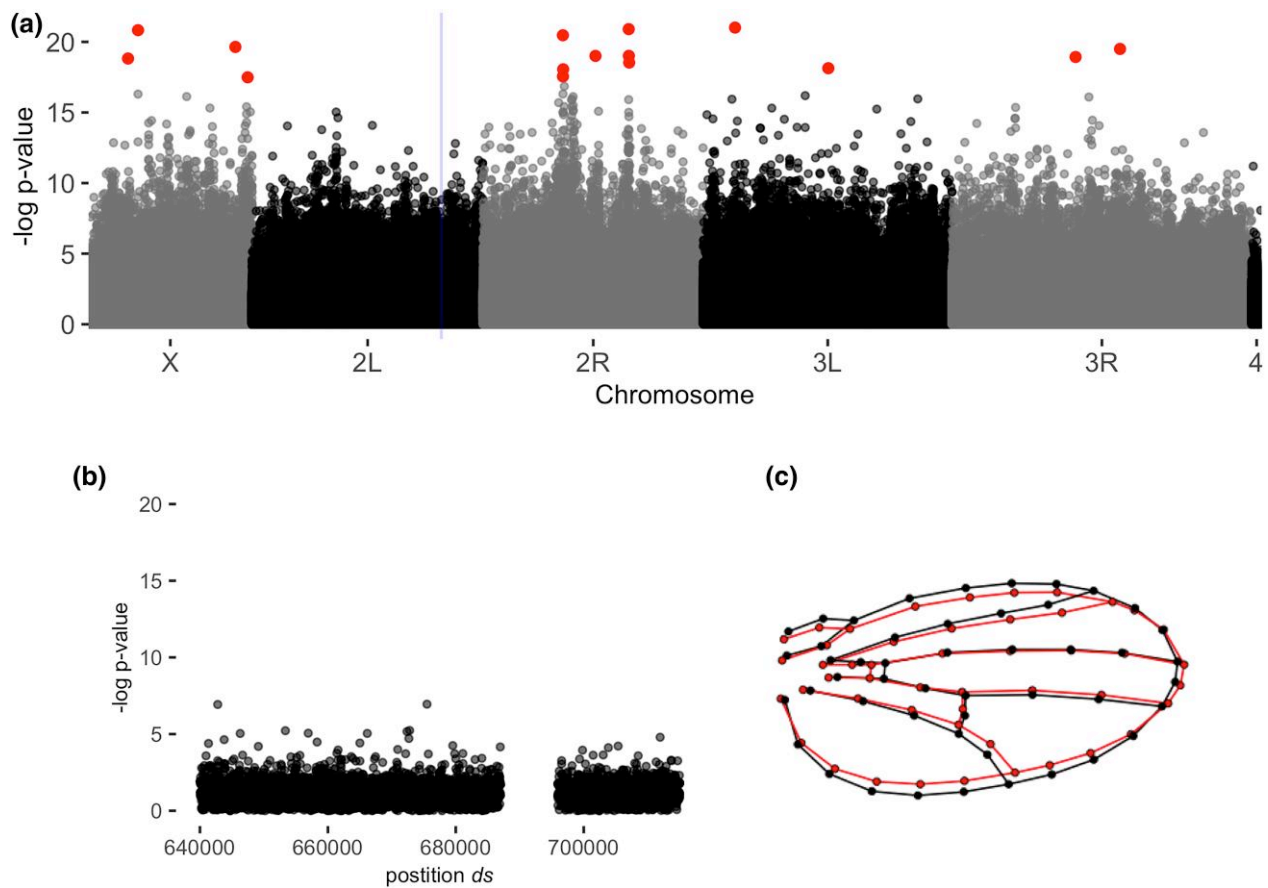 (a)
-log p-value
20
15
10
5
0
X 2L 2R 3L 3R 4
Chromosome
(b)
-log p-value
20
15
10
5
0
640000 660000 680000 700000
postition ds
(c)